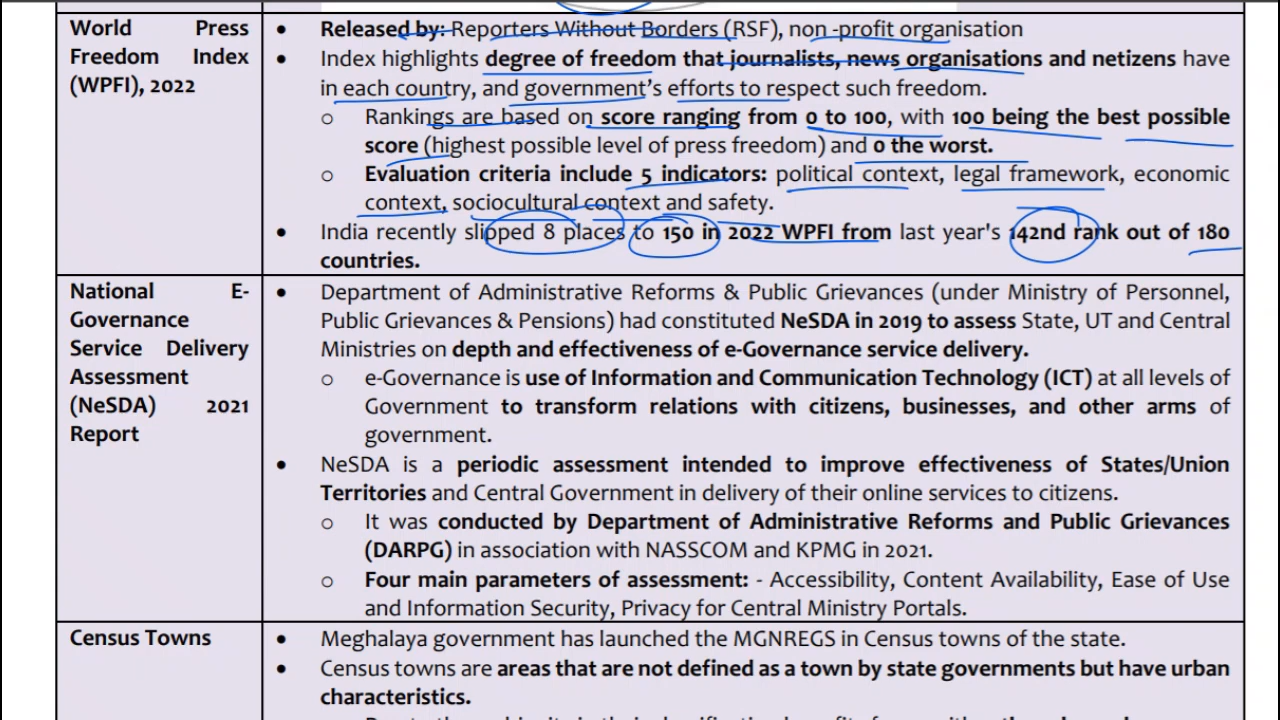 World Press
Freedom Index
(WPFI), 2022
• Released by: Reporters Without Borders (RSF), non -profit organisation
• Index highlights degree of freedom that journalists, news organisations and netizens have
in each country, and government's efforts to respect such freedom.
o Rankings are based on score ranging from 0 to 100, with 100 being the best possible
score (highest possible level of press freedom) and 0 the worst.
o Evaluation criteria include 5 indicators: political context, legal framework, economic
context, sociocultural context and safety.
• India recently slipped 8 places to 150 in 2022 WPFI from last year's 142nd rank out of 180
countries.
National E-
Governance
Service Delivery
Assessment
(NeSDA) 2021
Report
• Department of Administrative Reforms & Public Grievances (under Ministry of Personnel,
Public Grievances & Pensions) had constituted NeSDA in 2019 to assess State, UT and Central
Ministries on depth and effectiveness of e-Governance service delivery.
o e-Governance is use of Information and Communication Technology (ICT) at all levels of
Government to transform relations with citizens, businesses, and other arms of
government.
• NeSDA is a periodic assessment intended to improve effectiveness of States/Union
Territories and Central Government in delivery of their online services to citizens.
o It was conducted by Department of Administrative Reforms and Public Grievances
(DARPG) in association with NASSCOM and KPMG in 2021.
o Four main parameters of assessment: - Accessibility, Content Availability, Ease of Use
and Information Security, Privacy for Central Ministry Portals.
Census Towns
• Meghalaya government has launched the MGNREGS in Census towns of the state.
• Census towns are areas that are not defined as a town by state governments but have urban
characteristics.